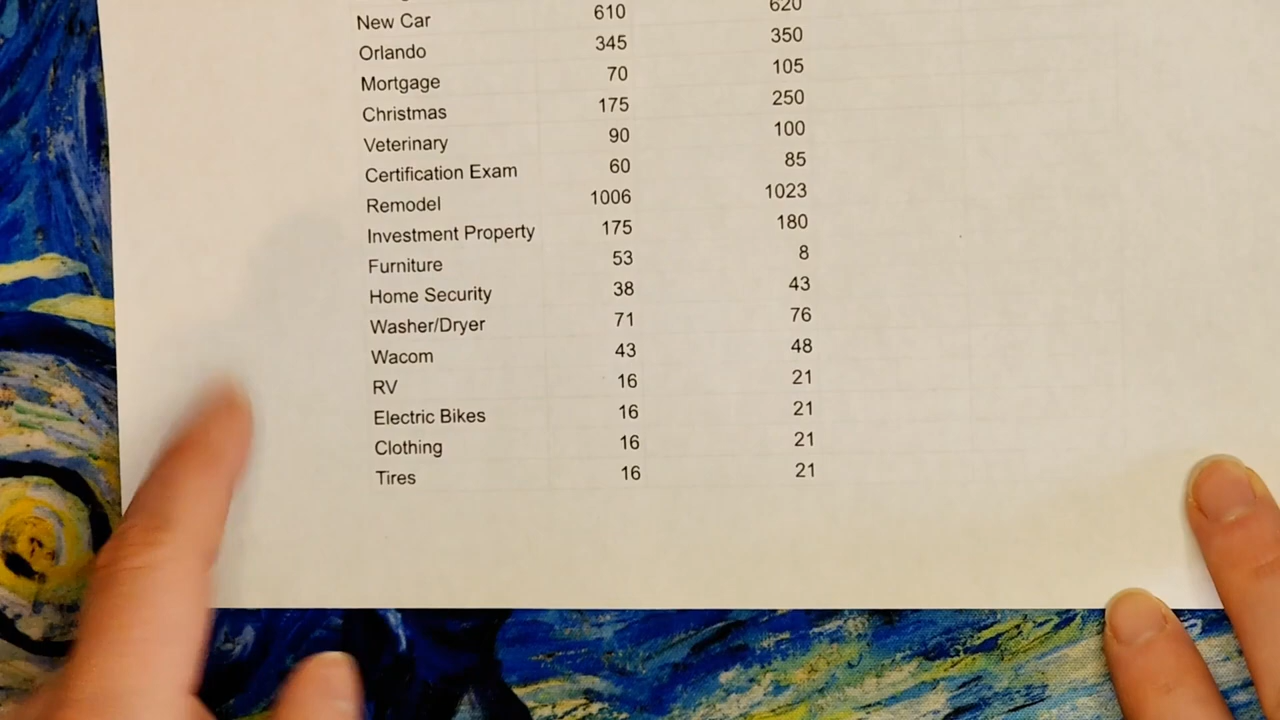 620
New Car 610
Orlando 345 350
Mortgage 70 105
Christmas 175 250
Veterinary 90 100
Certification Exam 60 85
Remodel 1006 1023
Investment Property 175 180
Furniture 53 8
Home Security 38 43
Washer/Dryer 71 76
Wacom 43 48
RV 16 21
Electric Bikes 16 21
Clothing 16 21
Tires 16 21